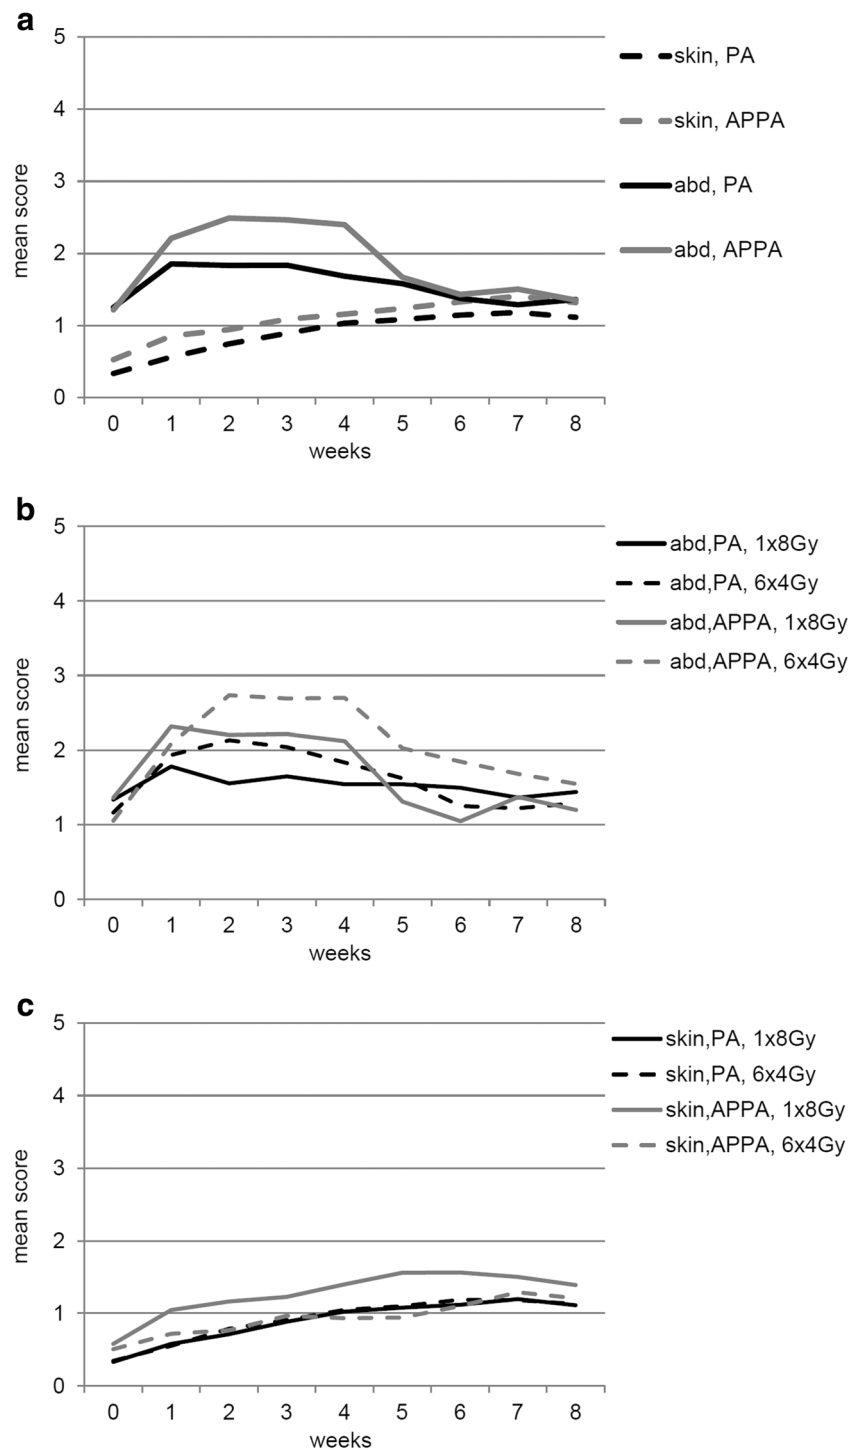 a
5
4
3
2
1
0
mean score
0 1 2 3 4 5 6 7 8
weeks
skin, PA
skin, APPA
abd, PA
abd, APPA
b
5
4
3
2
1
0
mean score
0 1 2 3 4 5 6 7 8
weeks
abd,PA, 1x8Gy
abd,PA, 6x4Gy
abd,APPA, 1x8Gy
abd,APPA, 6x4Gy
c
5
4
3
2
1
0
mean score
0 1 2 3 4 5 6 7 8
weeks
skin,PA, 1x8Gy
skin,PA, 6x4Gy
skin,APPA, 1x8Gy
skin,APPA, 6x4Gy